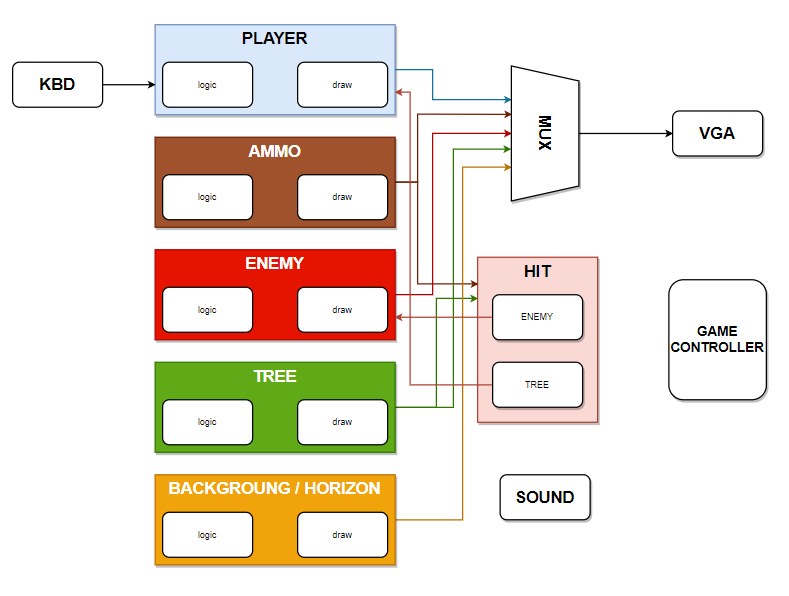 PLAYER
KBD
logic
draw
MUX
VGA
AMMO
logic
draw
ENEMY
logic
draw
HIT
ENEMY
TREE
GAME
CONTROLLER
TREE
logic
draw
BACKGROUNG / HORIZON
logic
draw
SOUND